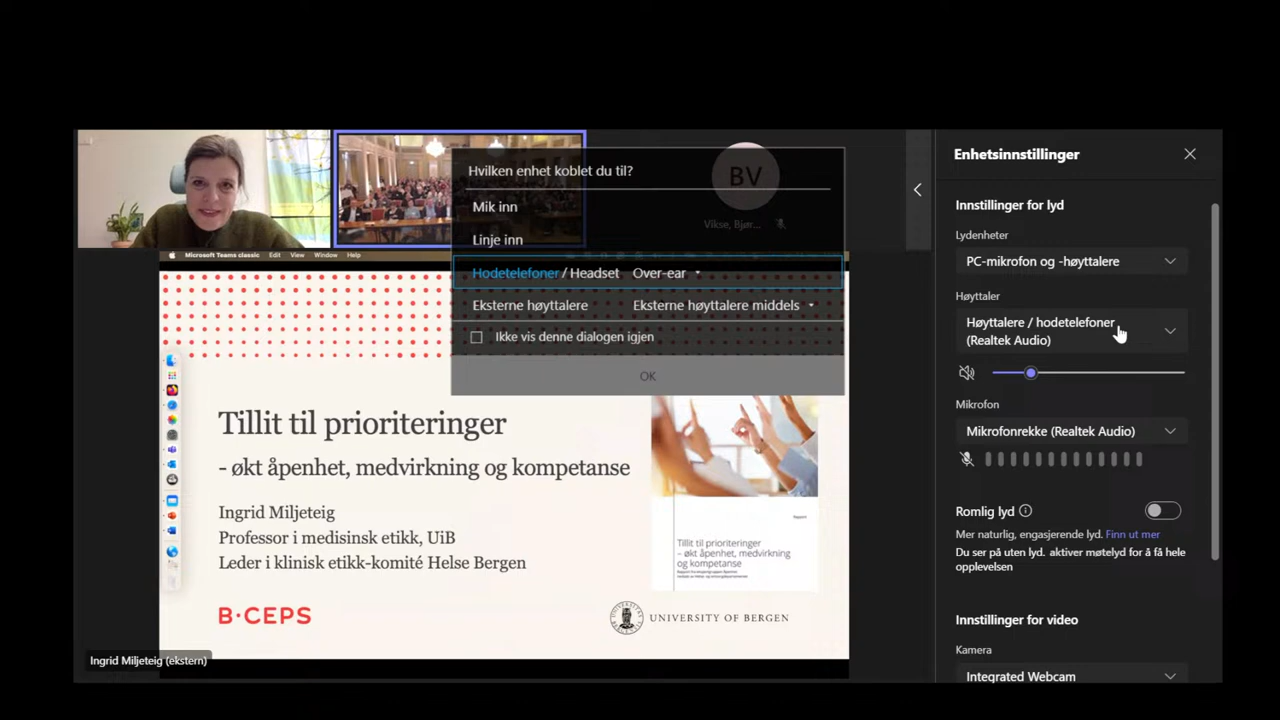 Enhetsinnstillinger
Hvilken enhet koblet du til?
BV
Mik inn
Innstillinger for lyd
Vikse, Bjør...
Lydenheter
Linje inn
Microsoft Teams classic Edit View Window Help
PC-mikrofon og -høyttalere
Hodetelefoner / Headset Over-ear
Høyttaler
Eksterne høyttalere Eksterne høyttalere middels
Høyttalere / hodetelefoner
(Realtek Audio)
Ikke vis denne dialogen igjen
OK
Mikrofon
Mikrofonrekke (Realtek Audio)
Tillit til prioriteringer
- økt åpenhet, medvirkning og kompetanse
Ingrid Miljeteig
Professor i medisinsk etikk, UiB
Leder i klinisk etikk-komité Helse Bergen
Rapport
Tillit til prioriteringer
– økt åpenhet, medvirkning
og kompetanse
Romlig lyd
Mer naturlig, engasjerende lyd. Finn ut mer
Du ser på uten lyd. aktiver møtelyd for å få hele
opplevelsen
B·CEPS
UNIVERSITY OF BERGEN
Innstillinger for video
Kamera
Ingrid Miljeteig (ekstern)
Integrated Webcam